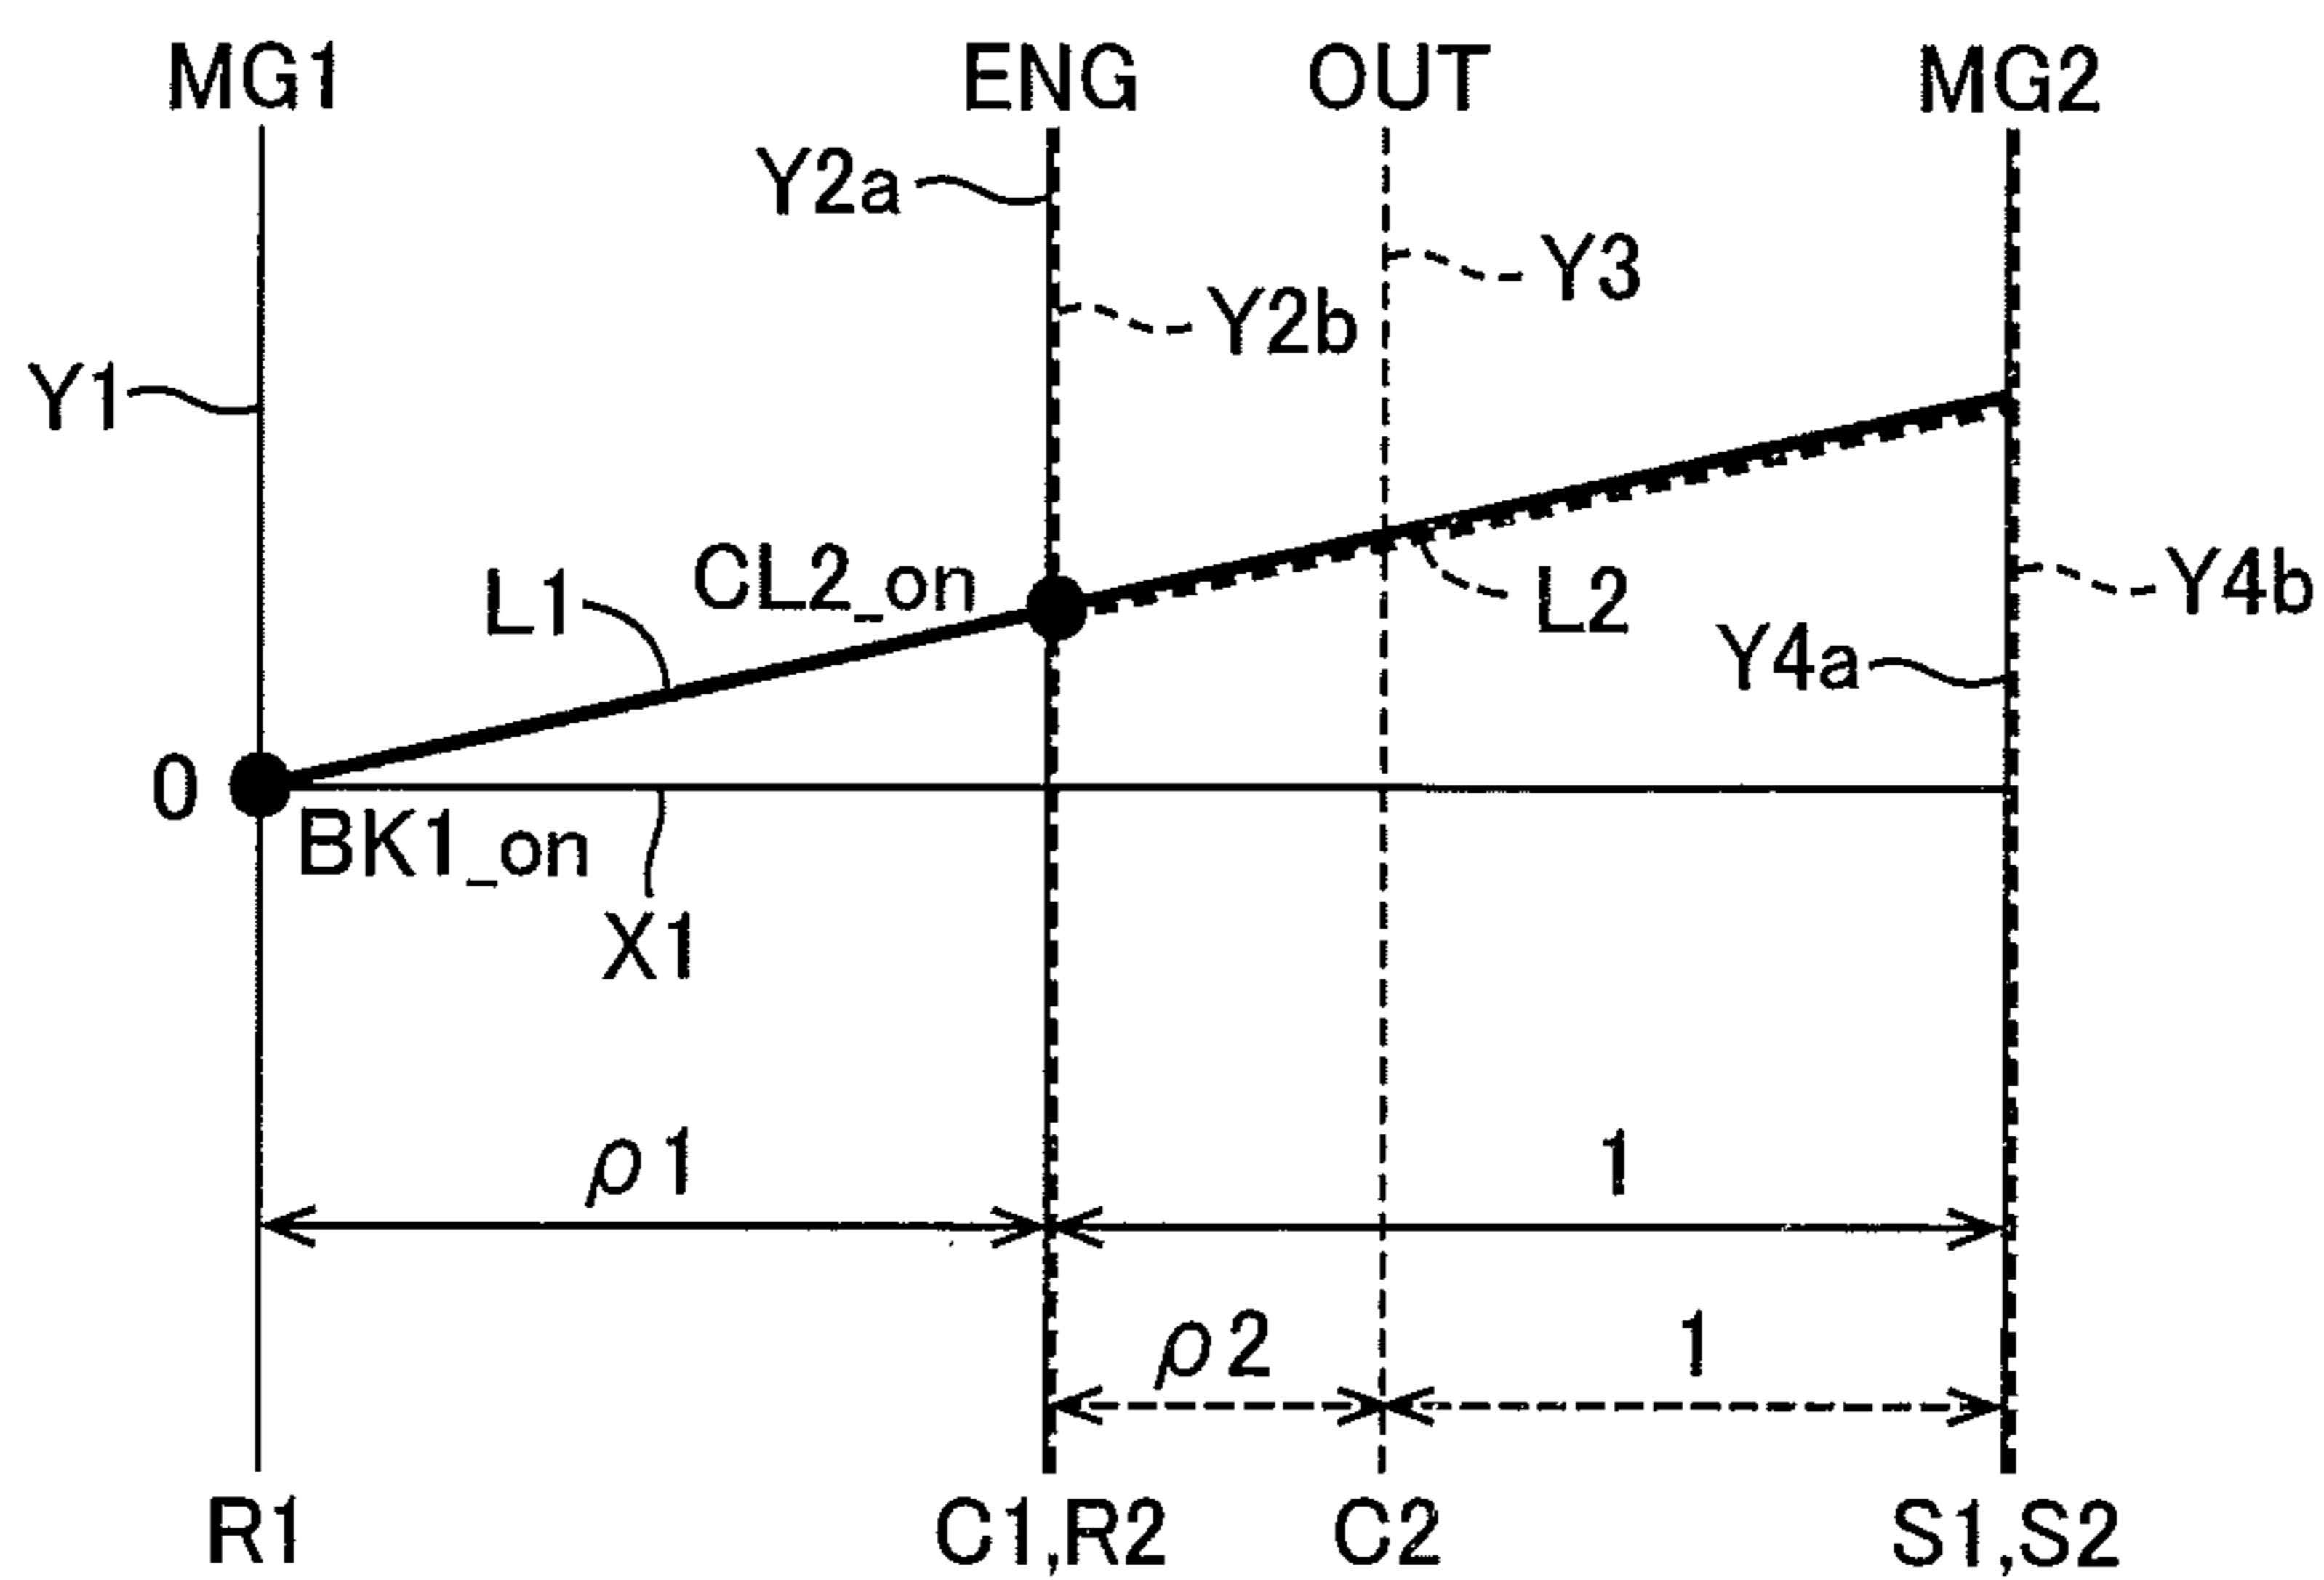 MG1 ENG OUT MG2
Y2a
Y3
Y2b
Y1
CL2_on
L1
L2
Y4b
Y4a
0
BK1_on
X1
ρ1 1
ρ2 1
R1 C1,R2 C2 S1,S2